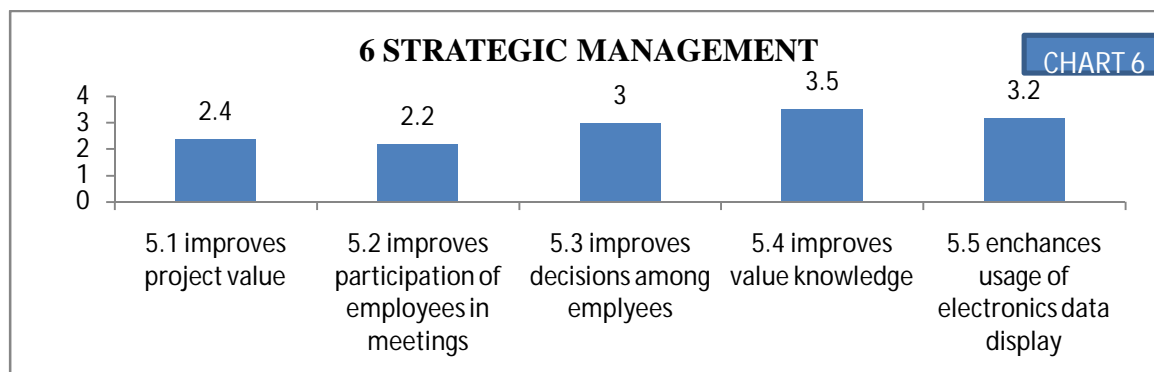 6 STRATEGIC MANAGEMENT
CHART 6
4
3
2
1
0
2.4
2.2
3
3.5
3.2
5.1 improves
project value
5.2 improves
participation of
employees in
meetings
5.3 improves
decisions among
emplyees
5.4 improves
value knowledge
5.5 enchances
usage of
electronics data
display